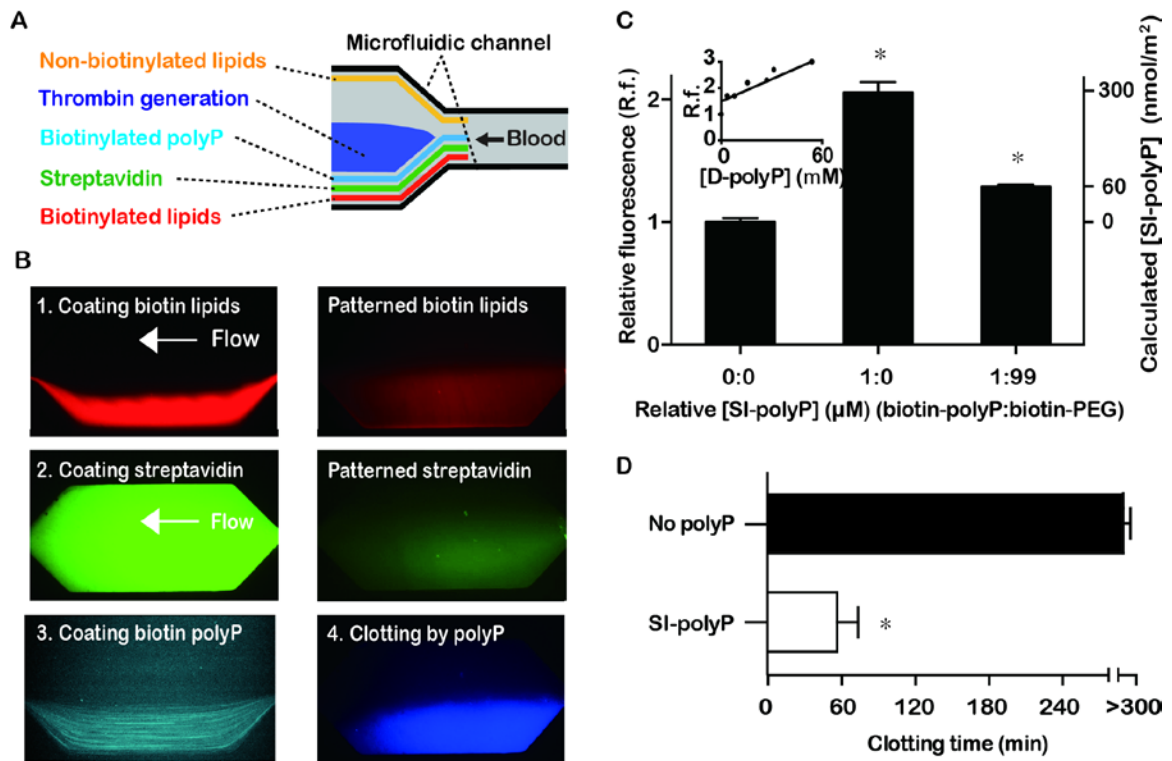 A
Microfluidic channel
Non-biotinylated lipids
Thrombin generation
Biotinylated polyP
Blood
Streptavidin
Biotinylated lipids
B
1. Coating biotin lipids
Flow
Patterned biotin lipids
2. Coating streptavidin
Flow
Patterned streptavidin
3. Coating biotin polyP
4. Clotting by polyP
C
Relative fluorescence (R.f.)
2
1
0
R.f.
3
2
1
0
0
60
[D-polyP] (mM)
*
*
300
60
0
Calculated [SI-polyP] (nmol/m²)
0:0
1:0
1:99
Relative [SI-polyP] (µM) (biotin-polyP:biotin-PEG)
D
No polyP
SI-polyP
*
0
60
120
180
240
>300
Clotting time (min)